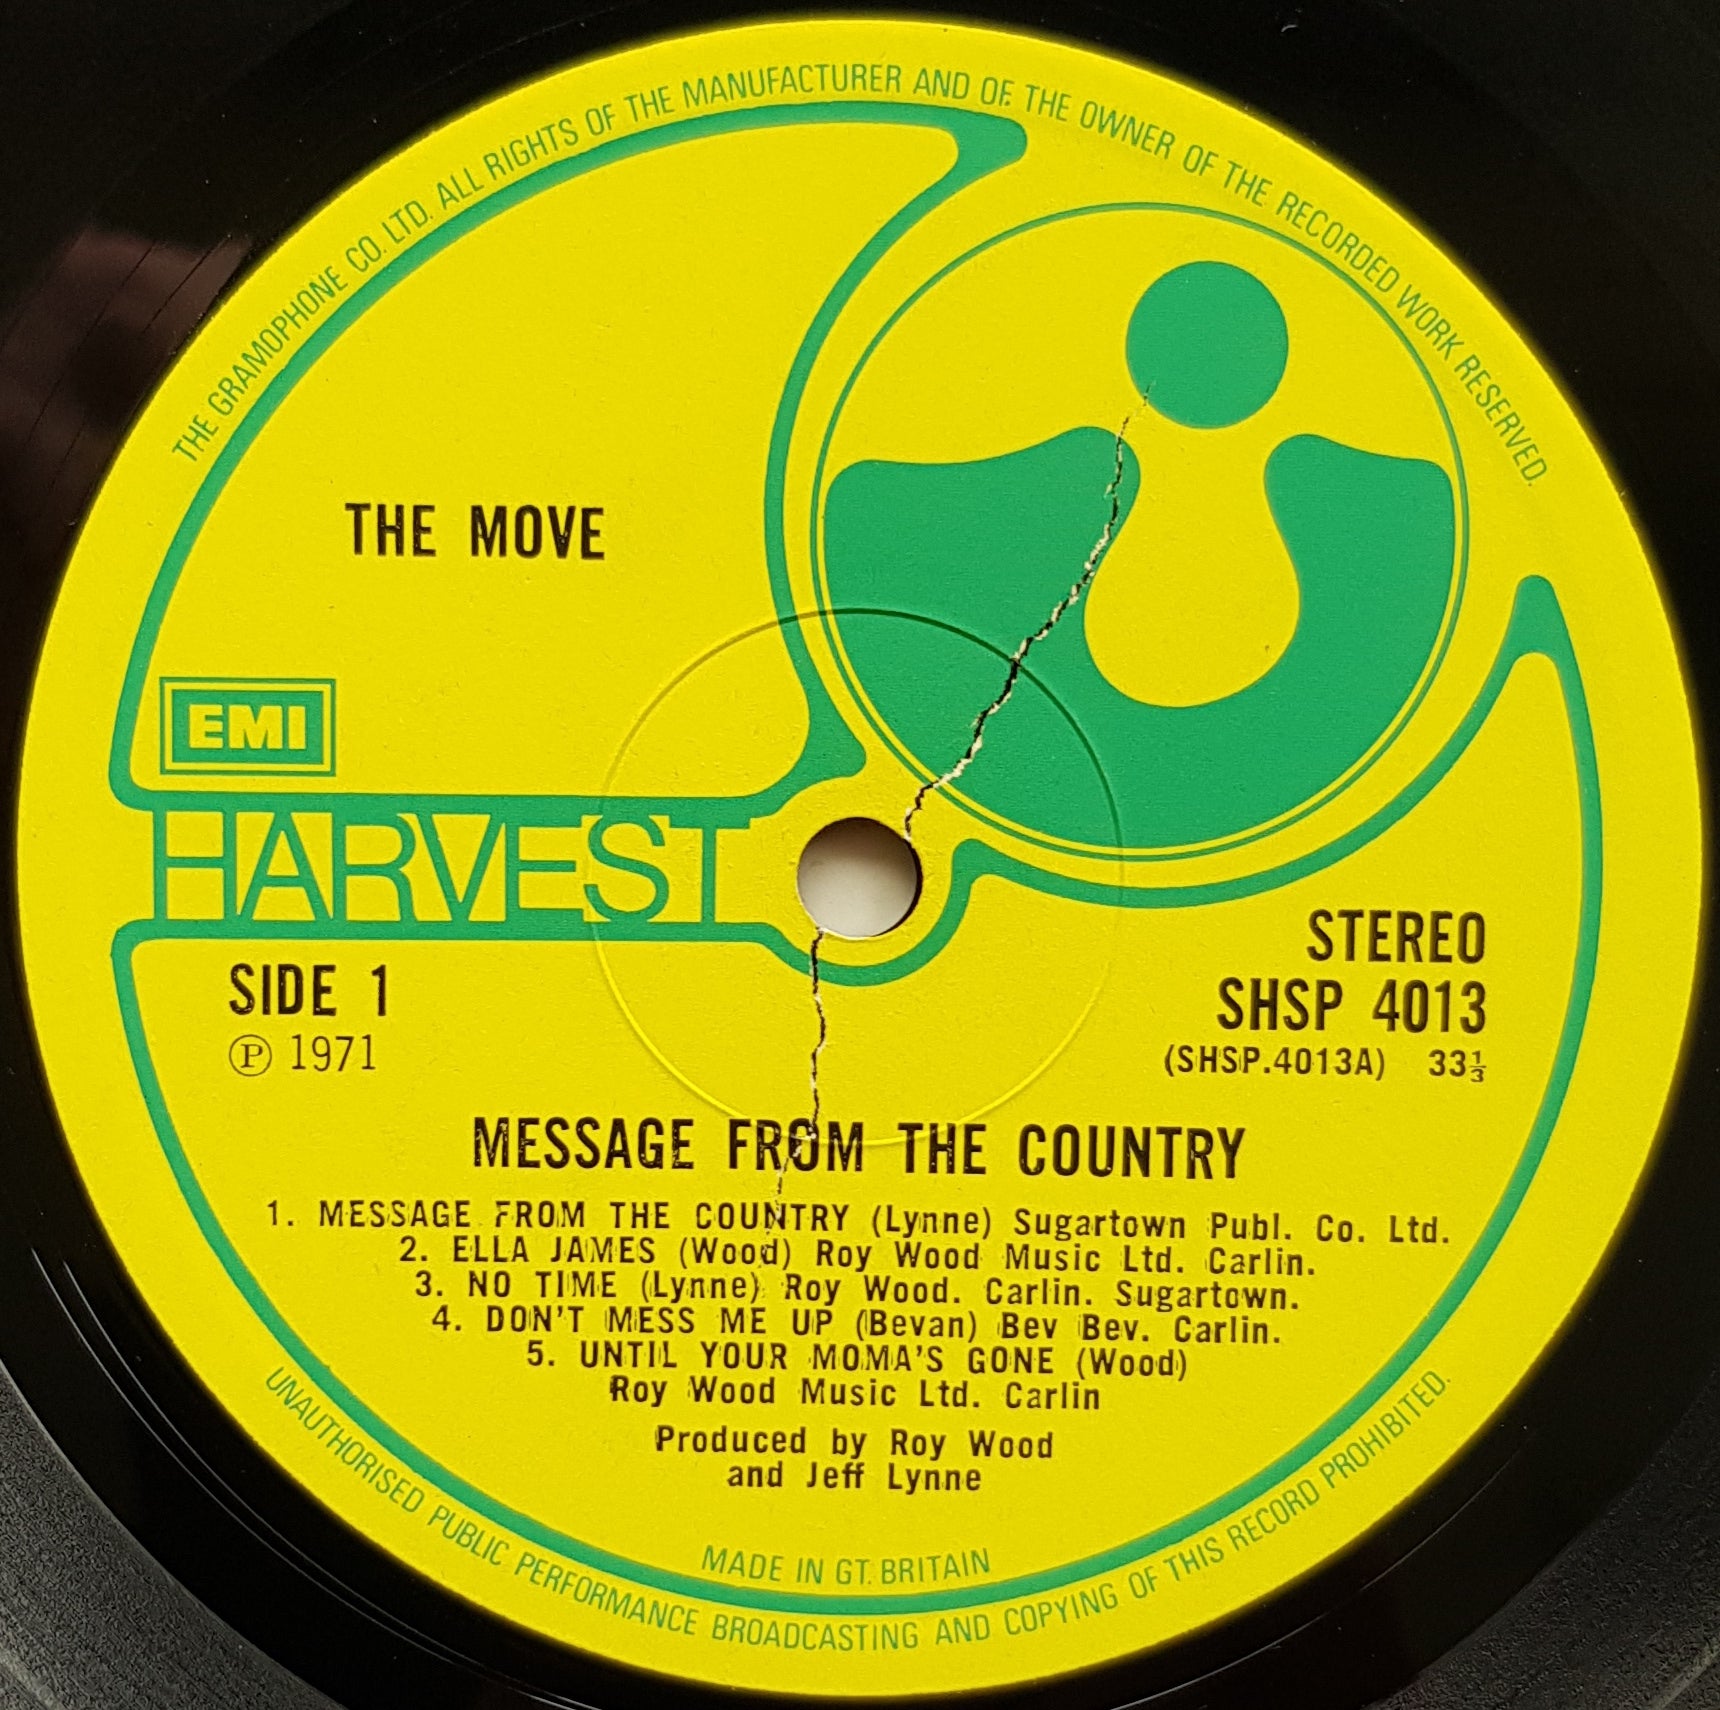 THE GRAMOPHONE CO. LTD. ALL RIGHTS OF THE MANUFACTURER AND OF THE OWNER OF THE RECORDED WORK RESERVED.
THE MOVE
EMI
HARVEST
SIDE 1
Ⓟ 1971
STEREO
SHSP 4013
(SHSP.4013A) 33⅓
MESSAGE FROM THE COUNTRY
1. MESSAGE FROM THE COUNTRY (Lynne) Sugartown Publ. Co. Ltd.
2. ELLA JAMES (Wood) Roy Wood Music Ltd. Carlin.
3. NO TIME (Lynne) Roy Wood. Carlin. Sugartown.
4. DON'T MESS ME UP (Bevan) Bev Bev. Carlin.
5. UNTIL YOUR MOMA'S GONE (Wood)
Roy Wood Music Ltd. Carlin
Produced by Roy Wood
and Jeff Lynne
MADE IN GT. BRITAIN
UNAUTHORISED PUBLIC PERFORMANCE BROADCASTING AND COPYING OF THIS RECORD PROHIBITED.